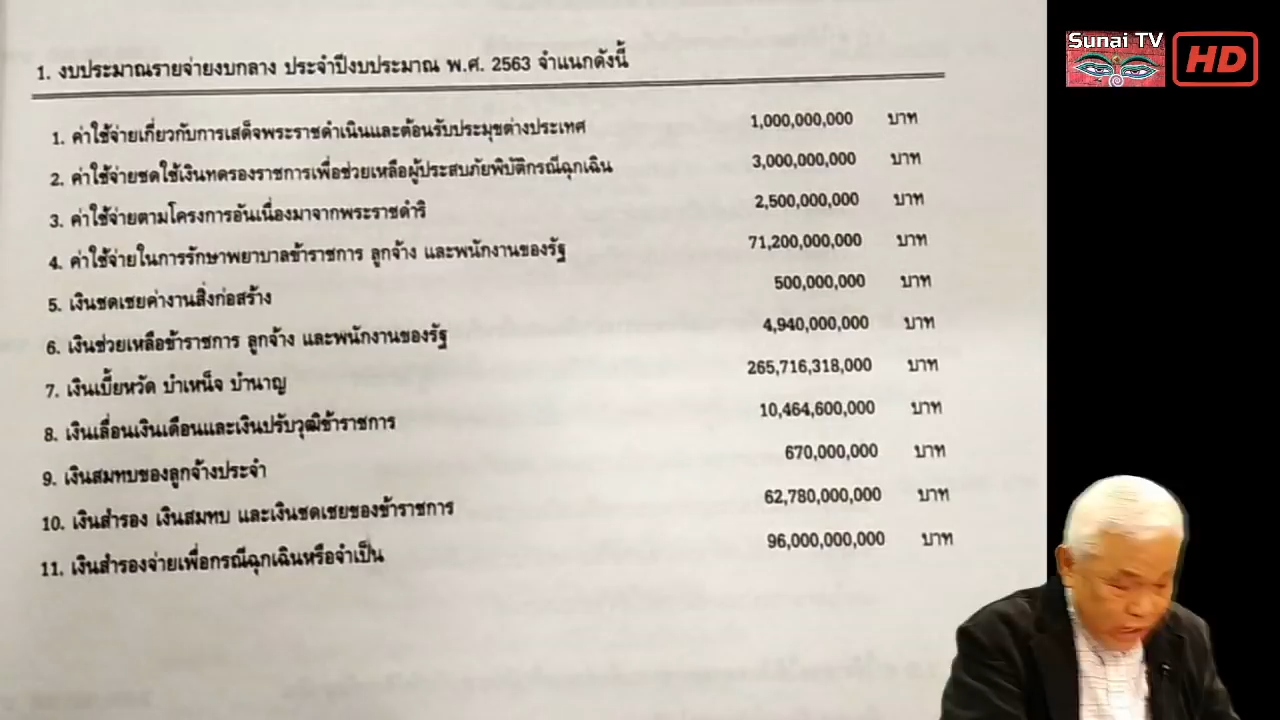 1. งบประมาณรายจ่ายงบกลาง ประจำปีงบประมาณ พ.ศ. 2563 จำแนกดังนี้
1. ค่าใช้จ่ายเกี่ยวกับการเสด็จพระราชดำเนินและต้อนรับประมุขต่างประเทศ 1,000,000,000 บาท
2. ค่าใช้จ่ายชดใช้เงินทดรองราชการเพื่อช่วยเหลือผู้ประสบภัยพิบัติกรณีฉุกเฉิน 3,000,000,000 บาท
3. ค่าใช้จ่ายตามโครงการอันเนื่องมาจากพระราชดำริ 2,500,000,000 บาท
4. ค่าใช้จ่ายในการรักษาพยาบาลข้าราชการ ลูกจ้าง และพนักงานของรัฐ 71,200,000,000 บาท
5. เงินชดเชยค่างานสิ่งก่อสร้าง 500,000,000 บาท
6. เงินช่วยเหลือข้าราชการ ลูกจ้าง และพนักงานของรัฐ 4,940,000,000 บาท
7. เงินเบี้ยหวัด บำเหน็จ บำนาญ 265,716,318,000 บาท
8. เงินเลื่อนเงินเดือนและเงินปรับวุฒิข้าราชการ 10,464,600,000 บาท
9. เงินสมทบของลูกจ้างประจำ 670,000,000 บาท
10. เงินสำรอง เงินสมทบ และเงินชดเชยของข้าราชการ 62,780,000,000 บาท
11. เงินสำรองจ่ายเพื่อกรณีฉุกเฉินหรือจำเป็น 96,000,000,000 บาท
Sunai TV
HD